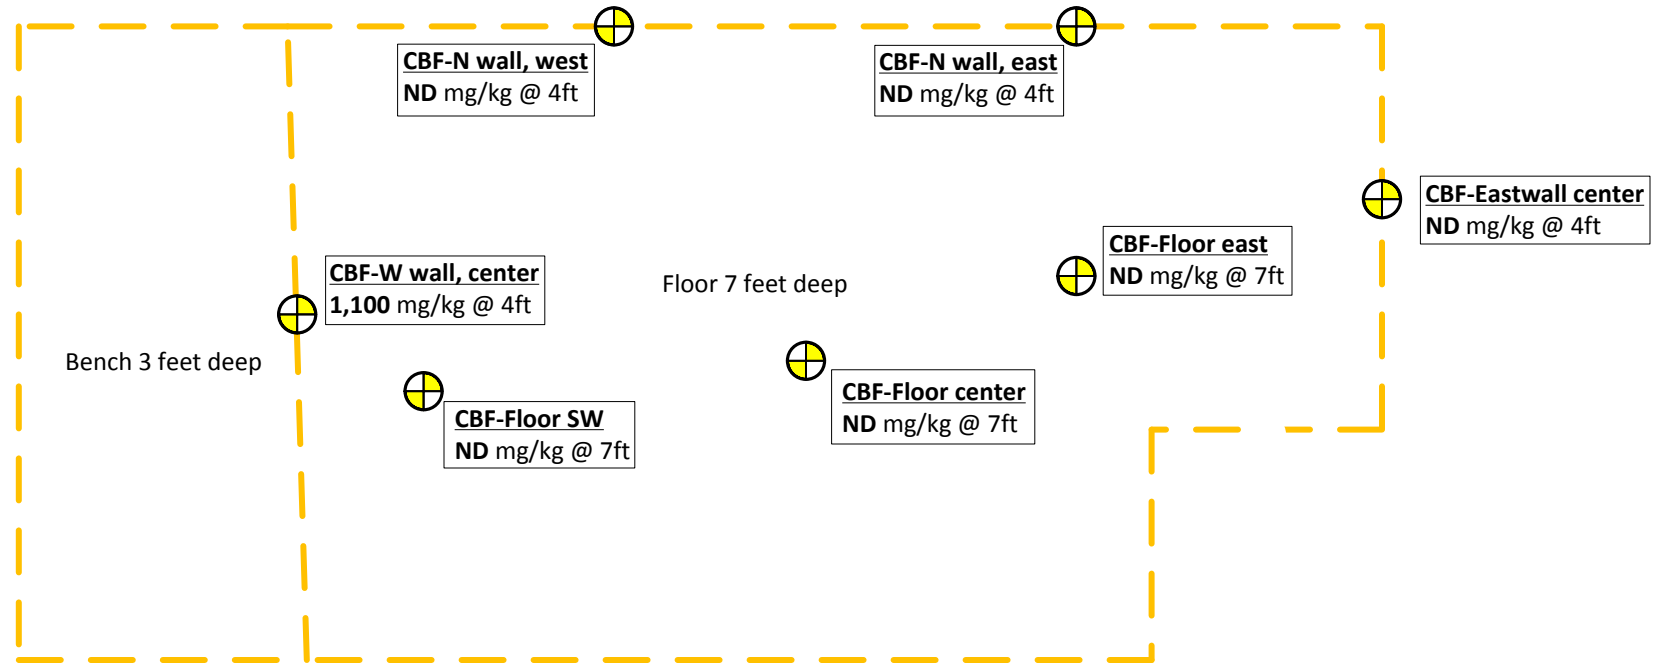 CBF-N wall, west
ND mg/kg @ 4ft
CBF-N wall, east
ND mg/kg @ 4ft
CBF-Eastwall center
ND mg/kg @ 4ft
CBF-Floor east
ND mg/kg @ 7ft
CBF-W wall, center
1,100 mg/kg @ 4ft
Floor 7 feet deep
Bench 3 feet deep
CBF-Floor center
ND mg/kg @ 7ft
CBF-Floor SW
ND mg/kg @ 7ft